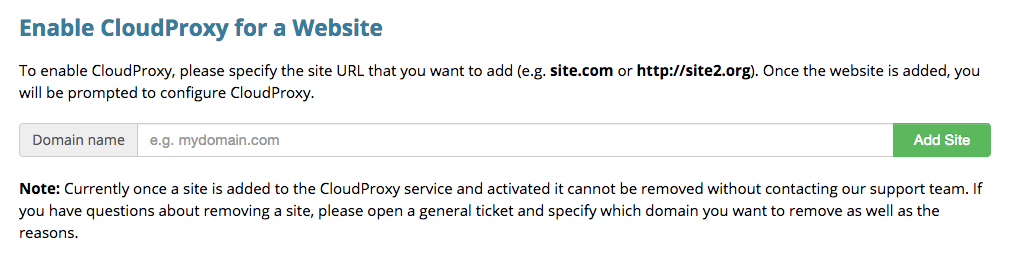 Enable CloudProxy for a Website
To enable CloudProxy, please specify the site URL that you want to add (e.g. site.com or http://site2.org). Once the website is added, you
will be prompted to configure CloudProxy.
Domain name e.g. mydomain.com Add Site
Note: Currently once a site is added to the CloudProxy service and activated it cannot be removed without contacting our support team. If
you have questions about removing a site, please open a general ticket and specify which domain you want to remove as well as the
reasons.